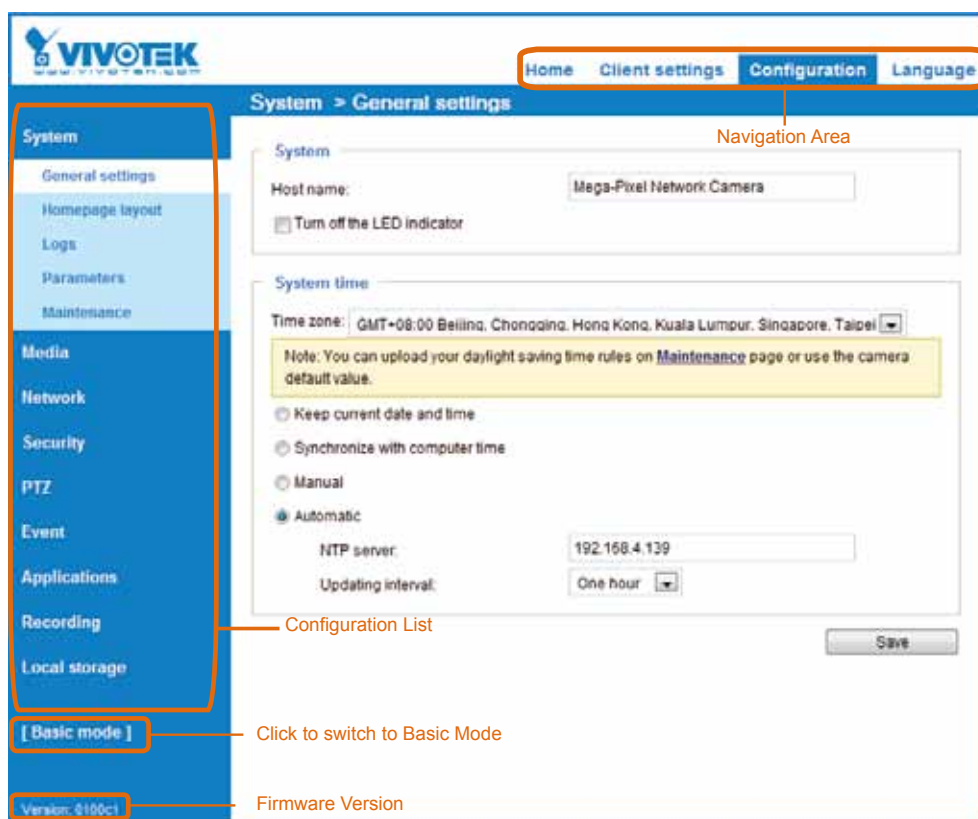 VIVOTEK
www.vivotek.com
Home Client settings Configuration Language
System > General settings
Navigation Area
System
General settings
Homepage layout
Logs
Parameters
Maintenance
Media
Network
Security
PTZ
Event
Applications
Recording
Local storage
[ Basic mode ]
Version: 0100c1
System
Host name: Mega-Pixel Network Camera
Turn off the LED indicator
System time
Time zone: GMT+08:00 Beijing, Chongqing, Hong Kong, Kuala Lumpur, Singapore, Taipei
Note: You can upload your daylight saving time rules on Maintenance page or use the camera
default value.
Keep current date and time
Synchronize with computer time
Manual
Automatic
NTP server: 192.168.4.139
Updating interval: One hour
Save
Configuration List
Click to switch to Basic Mode
Firmware Version